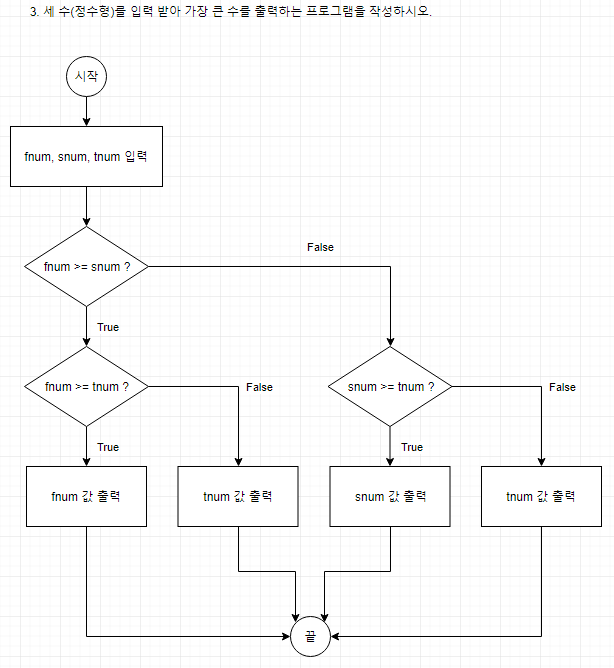 3. 세 수(정수형)를 입력 받아 가장 큰 수를 출력하는 프로그램을 작성하시오.
시작
fnum, snum, tnum 입력
fnum >= snum ?
False
True
fnum >= tnum ?
False
snum >= tnum ?
False
True
True
fnum 값 출력
tnum 값 출력
snum 값 출력
tnum 값 출력
끝